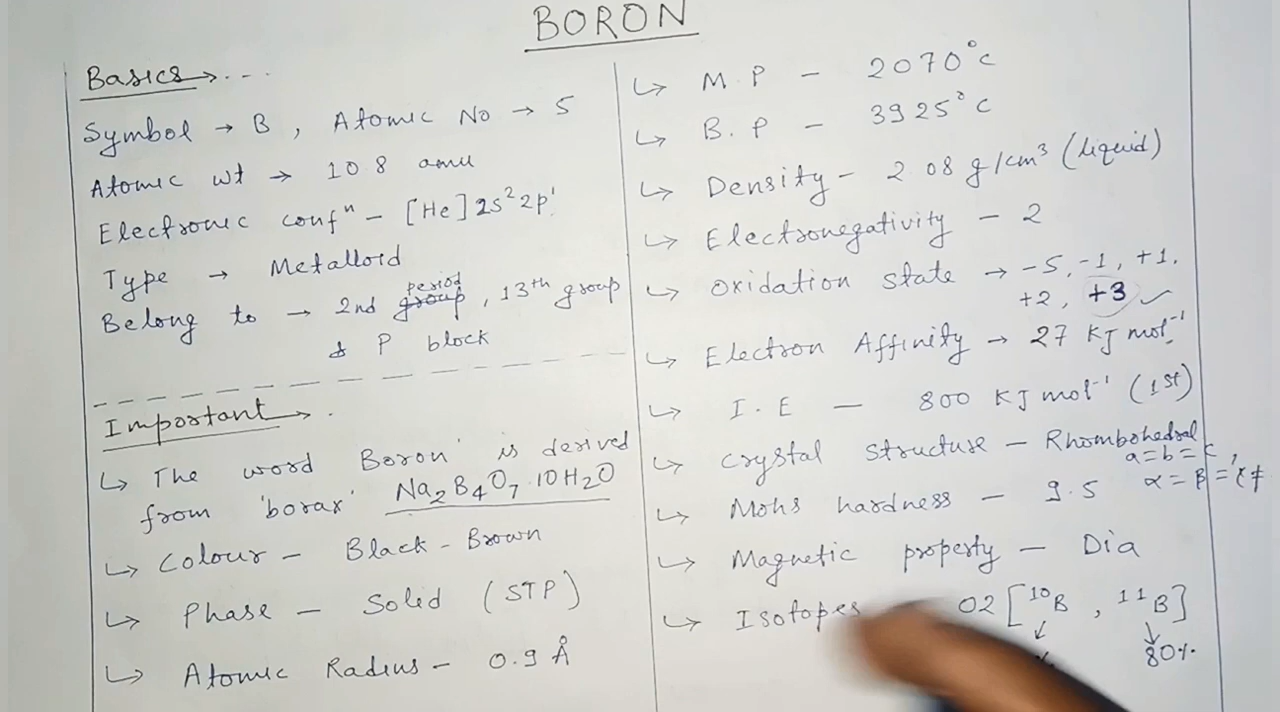 BORON
Basics → ...
Symbol → B , Atomic No → 5
Atomic wt → 10 8 amu
Electronic confⁿ – [He] 2s² 2p¹
Type → Metalloid
Belong to → 2nd group period , 13th group
& P block
Important → .
↳ The word 'Boron' is derived
from 'borax' Na₂B₄O₇.10H₂O
↳ Colour – Black - Brown
↳ Phase – Solid (STP)
↳ Atomic Radius – 0.9 Å
↳ M.P – 2070°C
↳ B.P – 3925°C
↳ Density – 2.08 g/cm³ (liquid)
↳ Electronegativity – 2
↳ Oxidation state → -5, -1, +1,
+2, +3 ✓
↳ Electron Affinity → 27 KJ mol⁻¹
↳ I.E – 800 KJ mol⁻¹ (1st)
↳ Crystal structure – Rhombohedral
a = b = c ,
α = β = γ ≠
↳ Mohs hardness – 9.5
↳ Magnetic property – Dia
↳ Isotopes 02 [¹⁰B , ¹¹B]
80%